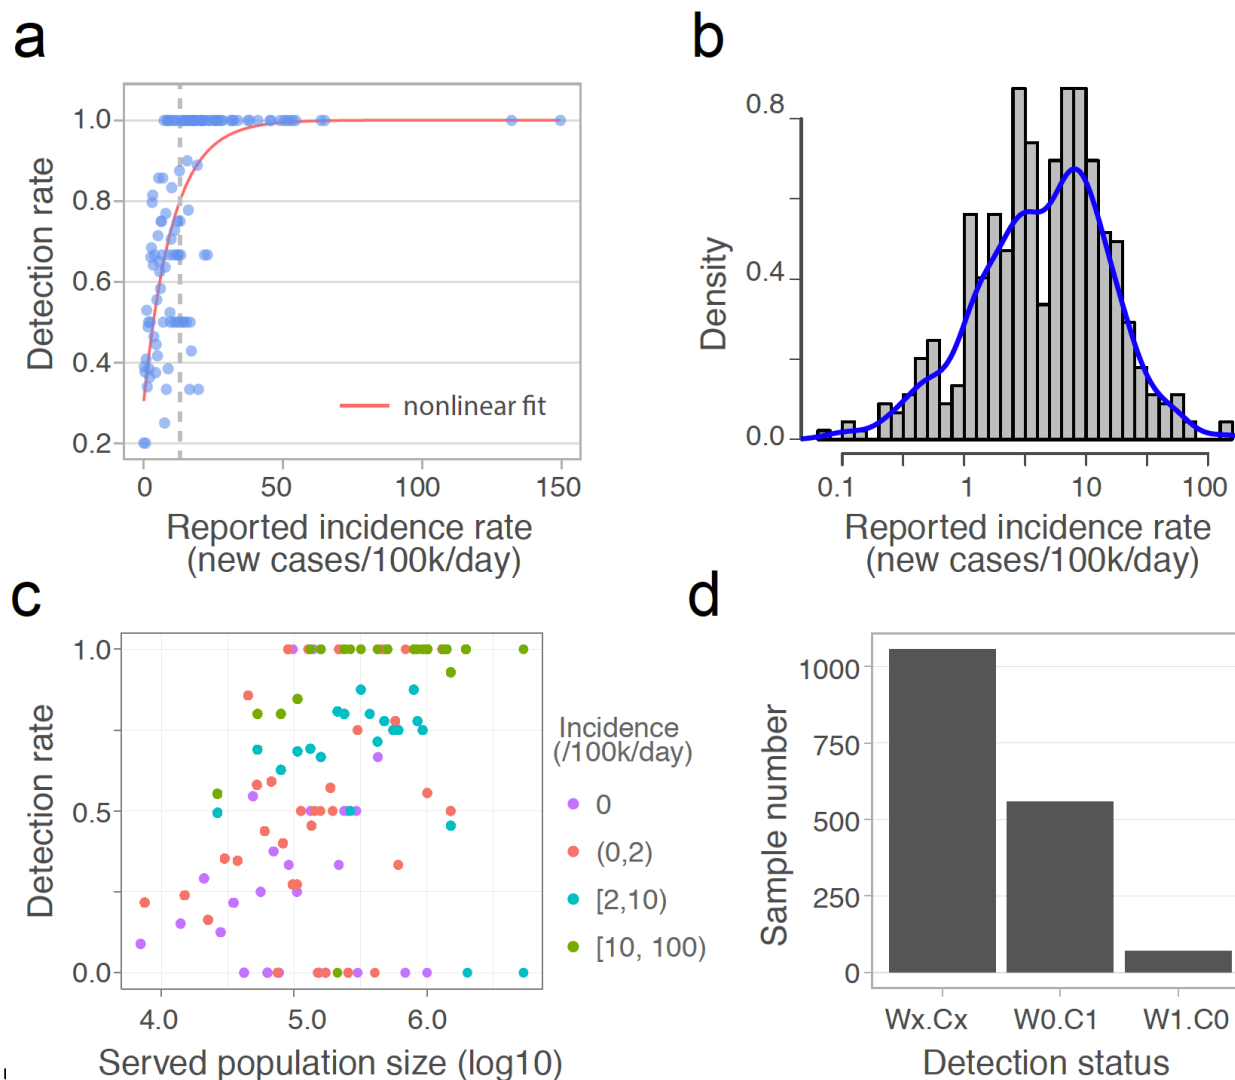 a
1.0
0.8
0.6
0.4
0.2
Detection rate
nonlinear fit
0 50 100 150
Reported incidence rate
(new cases/100k/day)
b
0.8
0.4
0.0
Density
0.1 1 10 100
Reported incidence rate
(new cases/100k/day)
c
1.0
0.5
0.0
Detection rate
4.0 5.0 6.0
Served population size (log10)
Incidence
(/100k/day)
0
(0,2)
[2,10)
[10, 100)
d
1000
750
500
250
0
Sample number
Wx.Cx W0.C1 W1.C0
Detection status